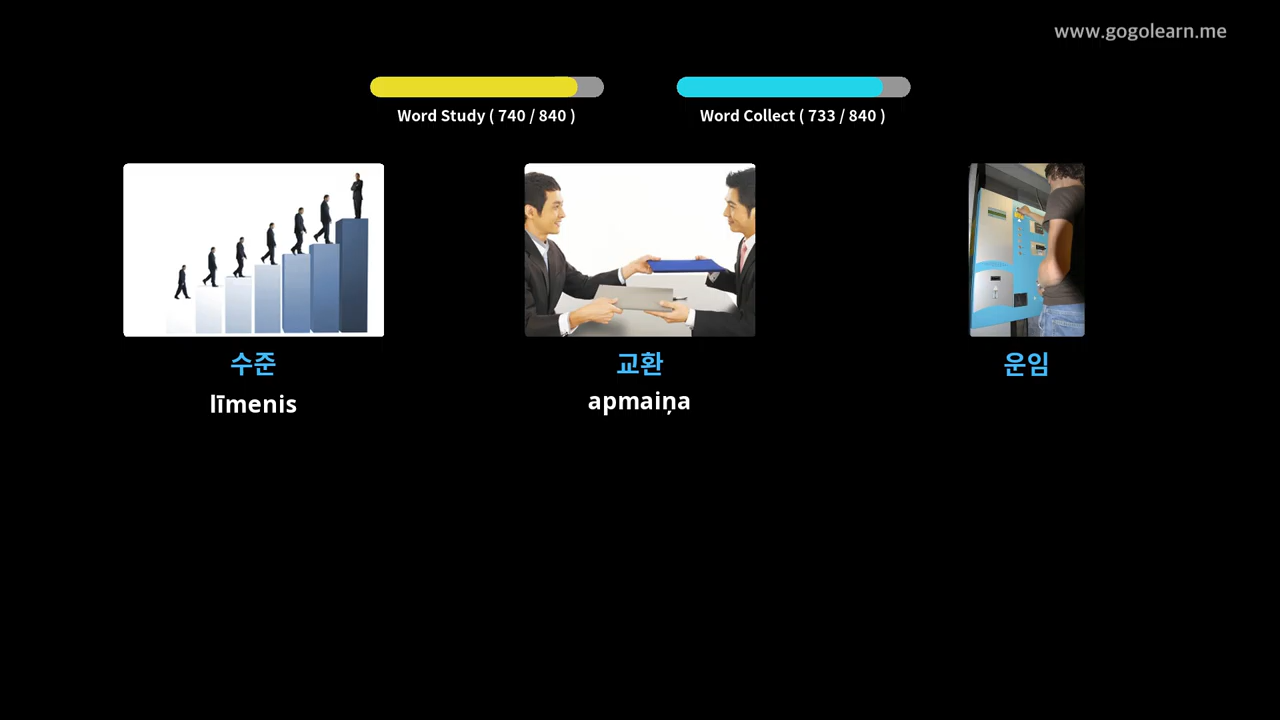 www.gogolearn.me
Word Study ( 740 / 840 )
Word Collect ( 733 / 840 )
수준
교환
운임
līmenis
apmaiņa